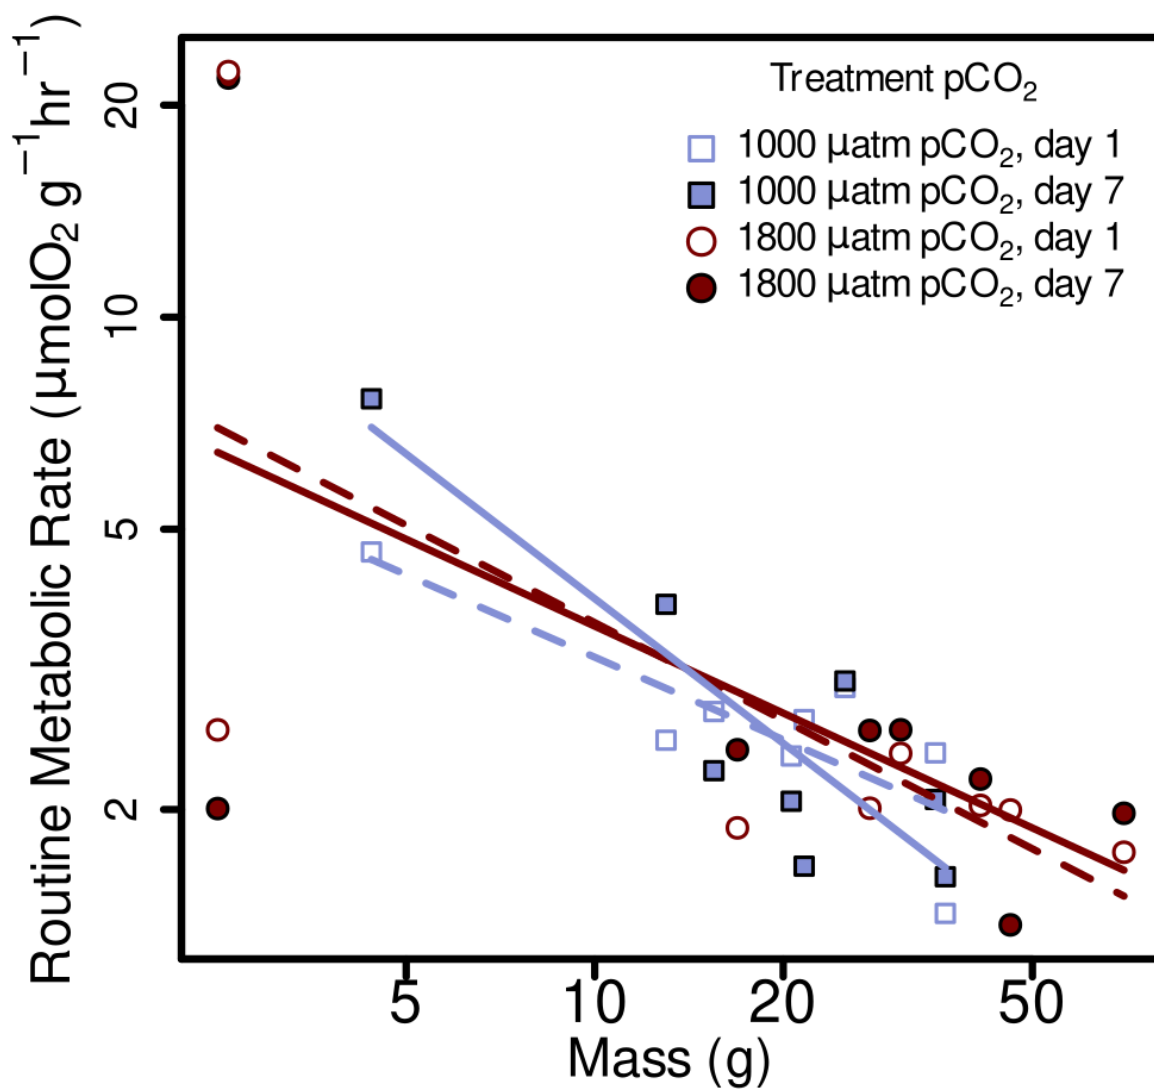 Treatment pCO₂
1000 µatm pCO₂, day 1
1000 µatm pCO₂, day 7
1800 µatm pCO₂, day 1
1800 µatm pCO₂, day 7
Routine Metabolic Rate (µmolO₂ g⁻¹hr⁻¹)
20
10
5
2
5
10
20
50
Mass (g)